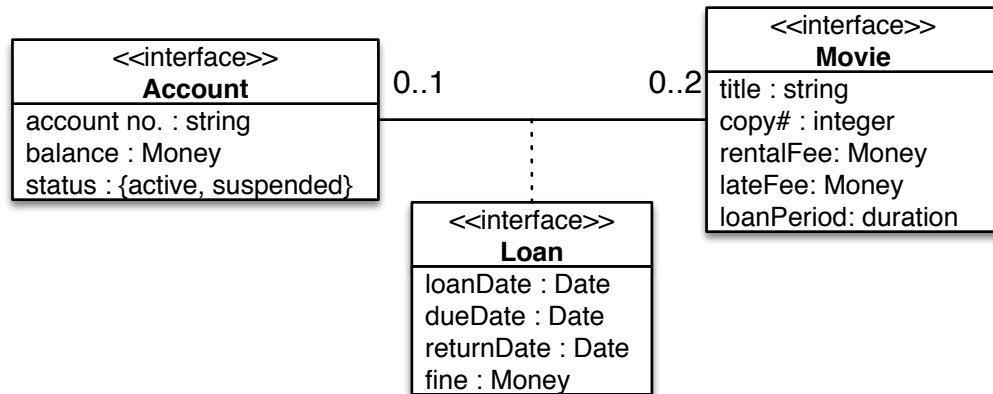 <<interface>>
Account
account no. : string
balance : Money
status : {active, suspended}
0..1
0..2
<<interface>>
Movie
title : string
copy# : integer
rentalFee: Money
lateFee: Money
loanPeriod: duration
<<interface>>
Loan
loanDate : Date
dueDate : Date
returnDate : Date
fine : Money